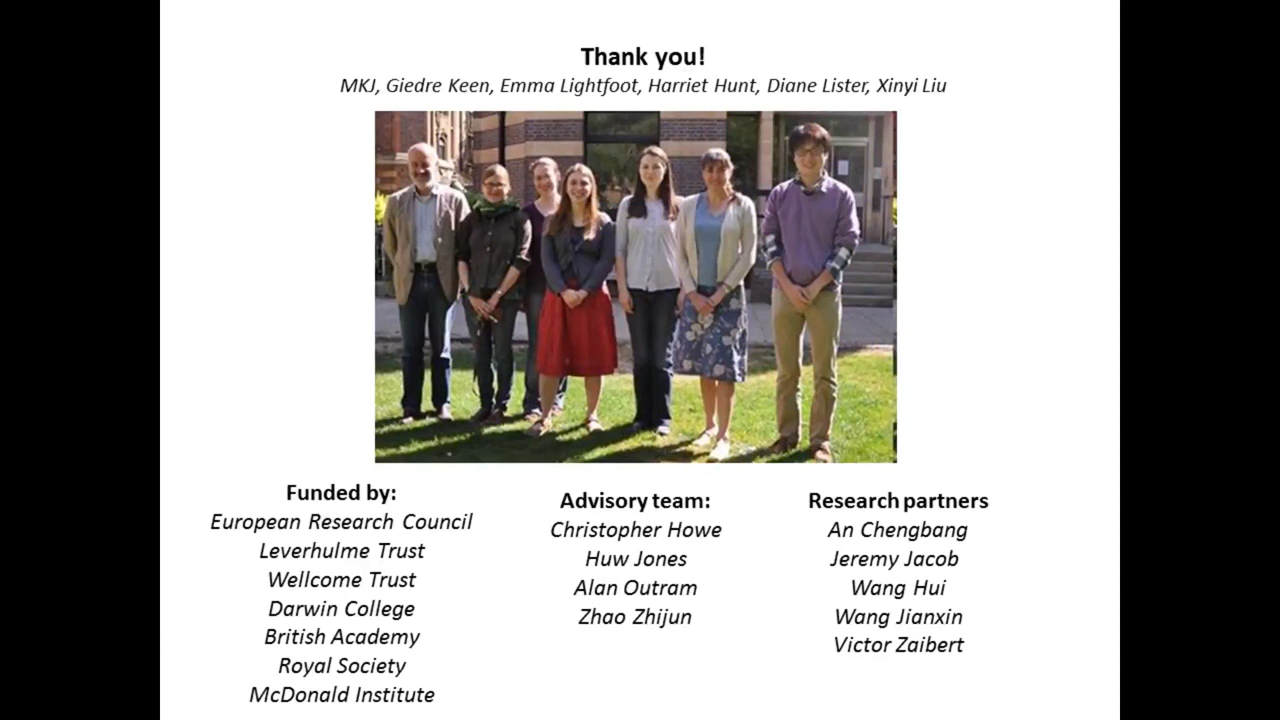 Thank you!
MKJ, Giedre Keen, Emma Lightfoot, Harriet Hunt, Diane Lister, Xinyi Liu
Funded by:
European Research Council
Leverhulme Trust
Wellcome Trust
Darwin College
British Academy
Royal Society
McDonald Institute
Advisory team:
Christopher Howe
Huw Jones
Alan Outram
Zhao Zhijun
Research partners
An Chengbang
Jeremy Jacob
Wang Hui
Wang Jianxin
Victor Zaibert